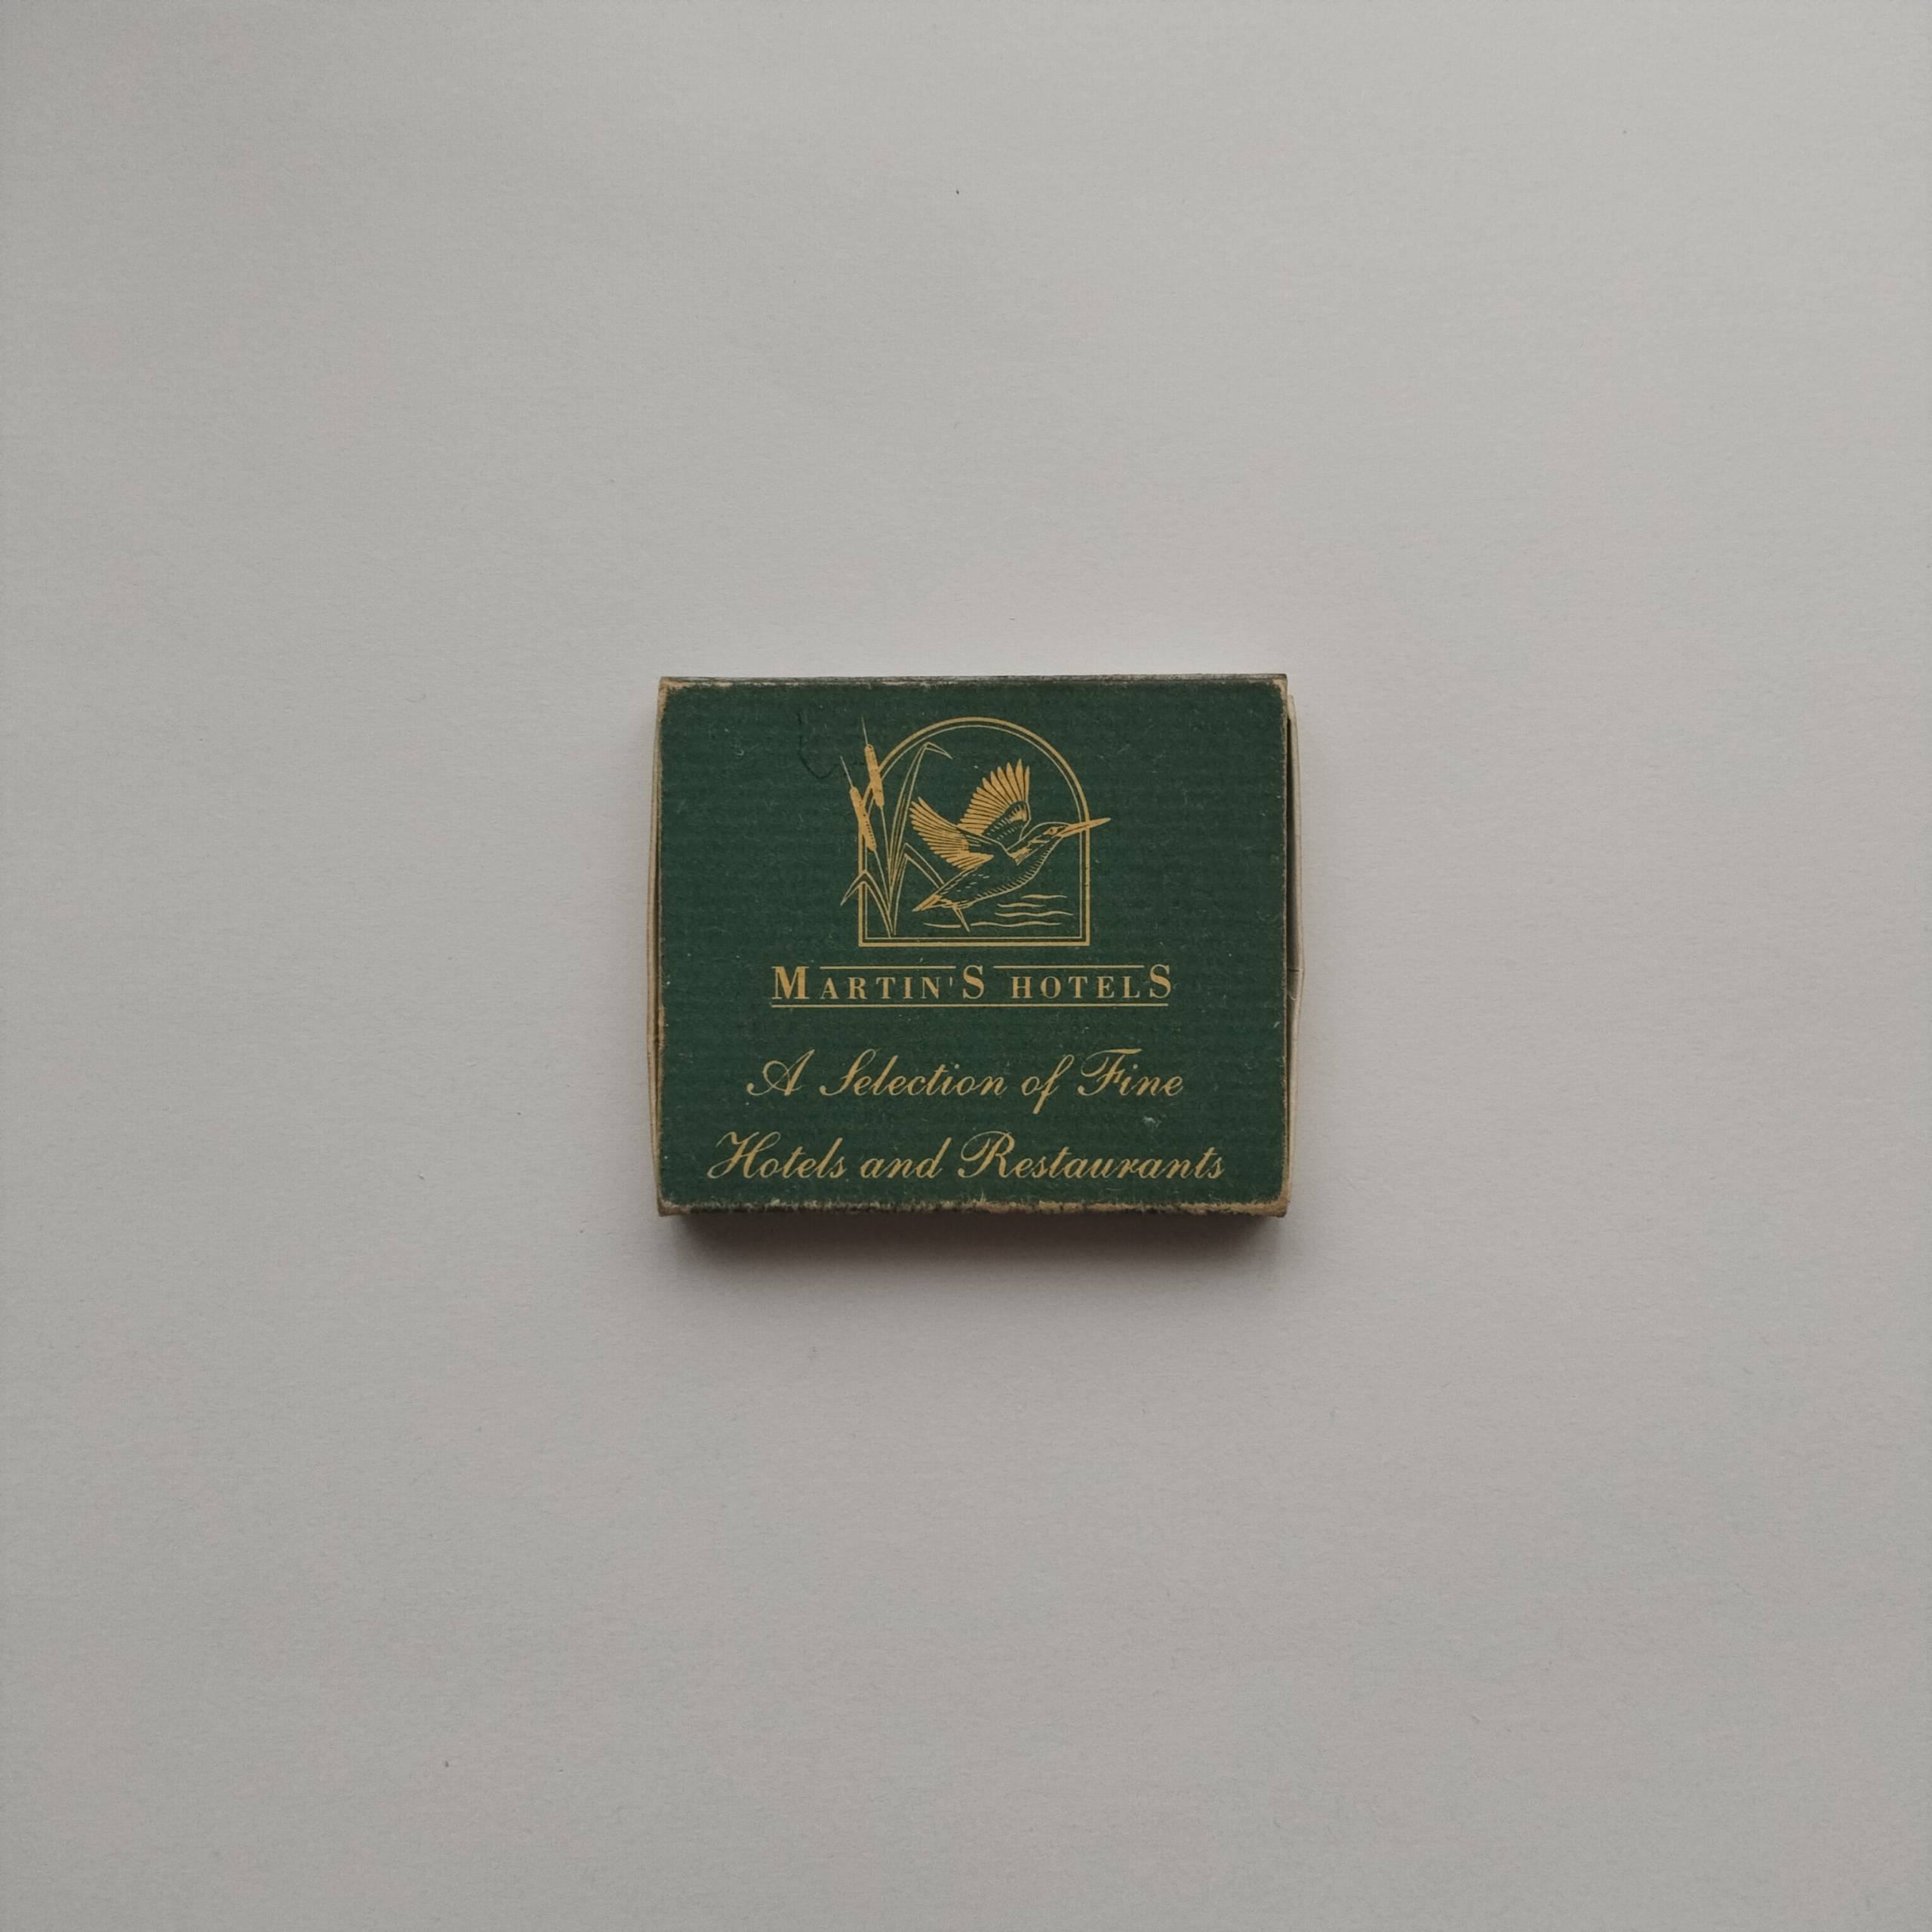 MARTIN'S HOTELS
A Selection of Fine
Hotels and Restaurants